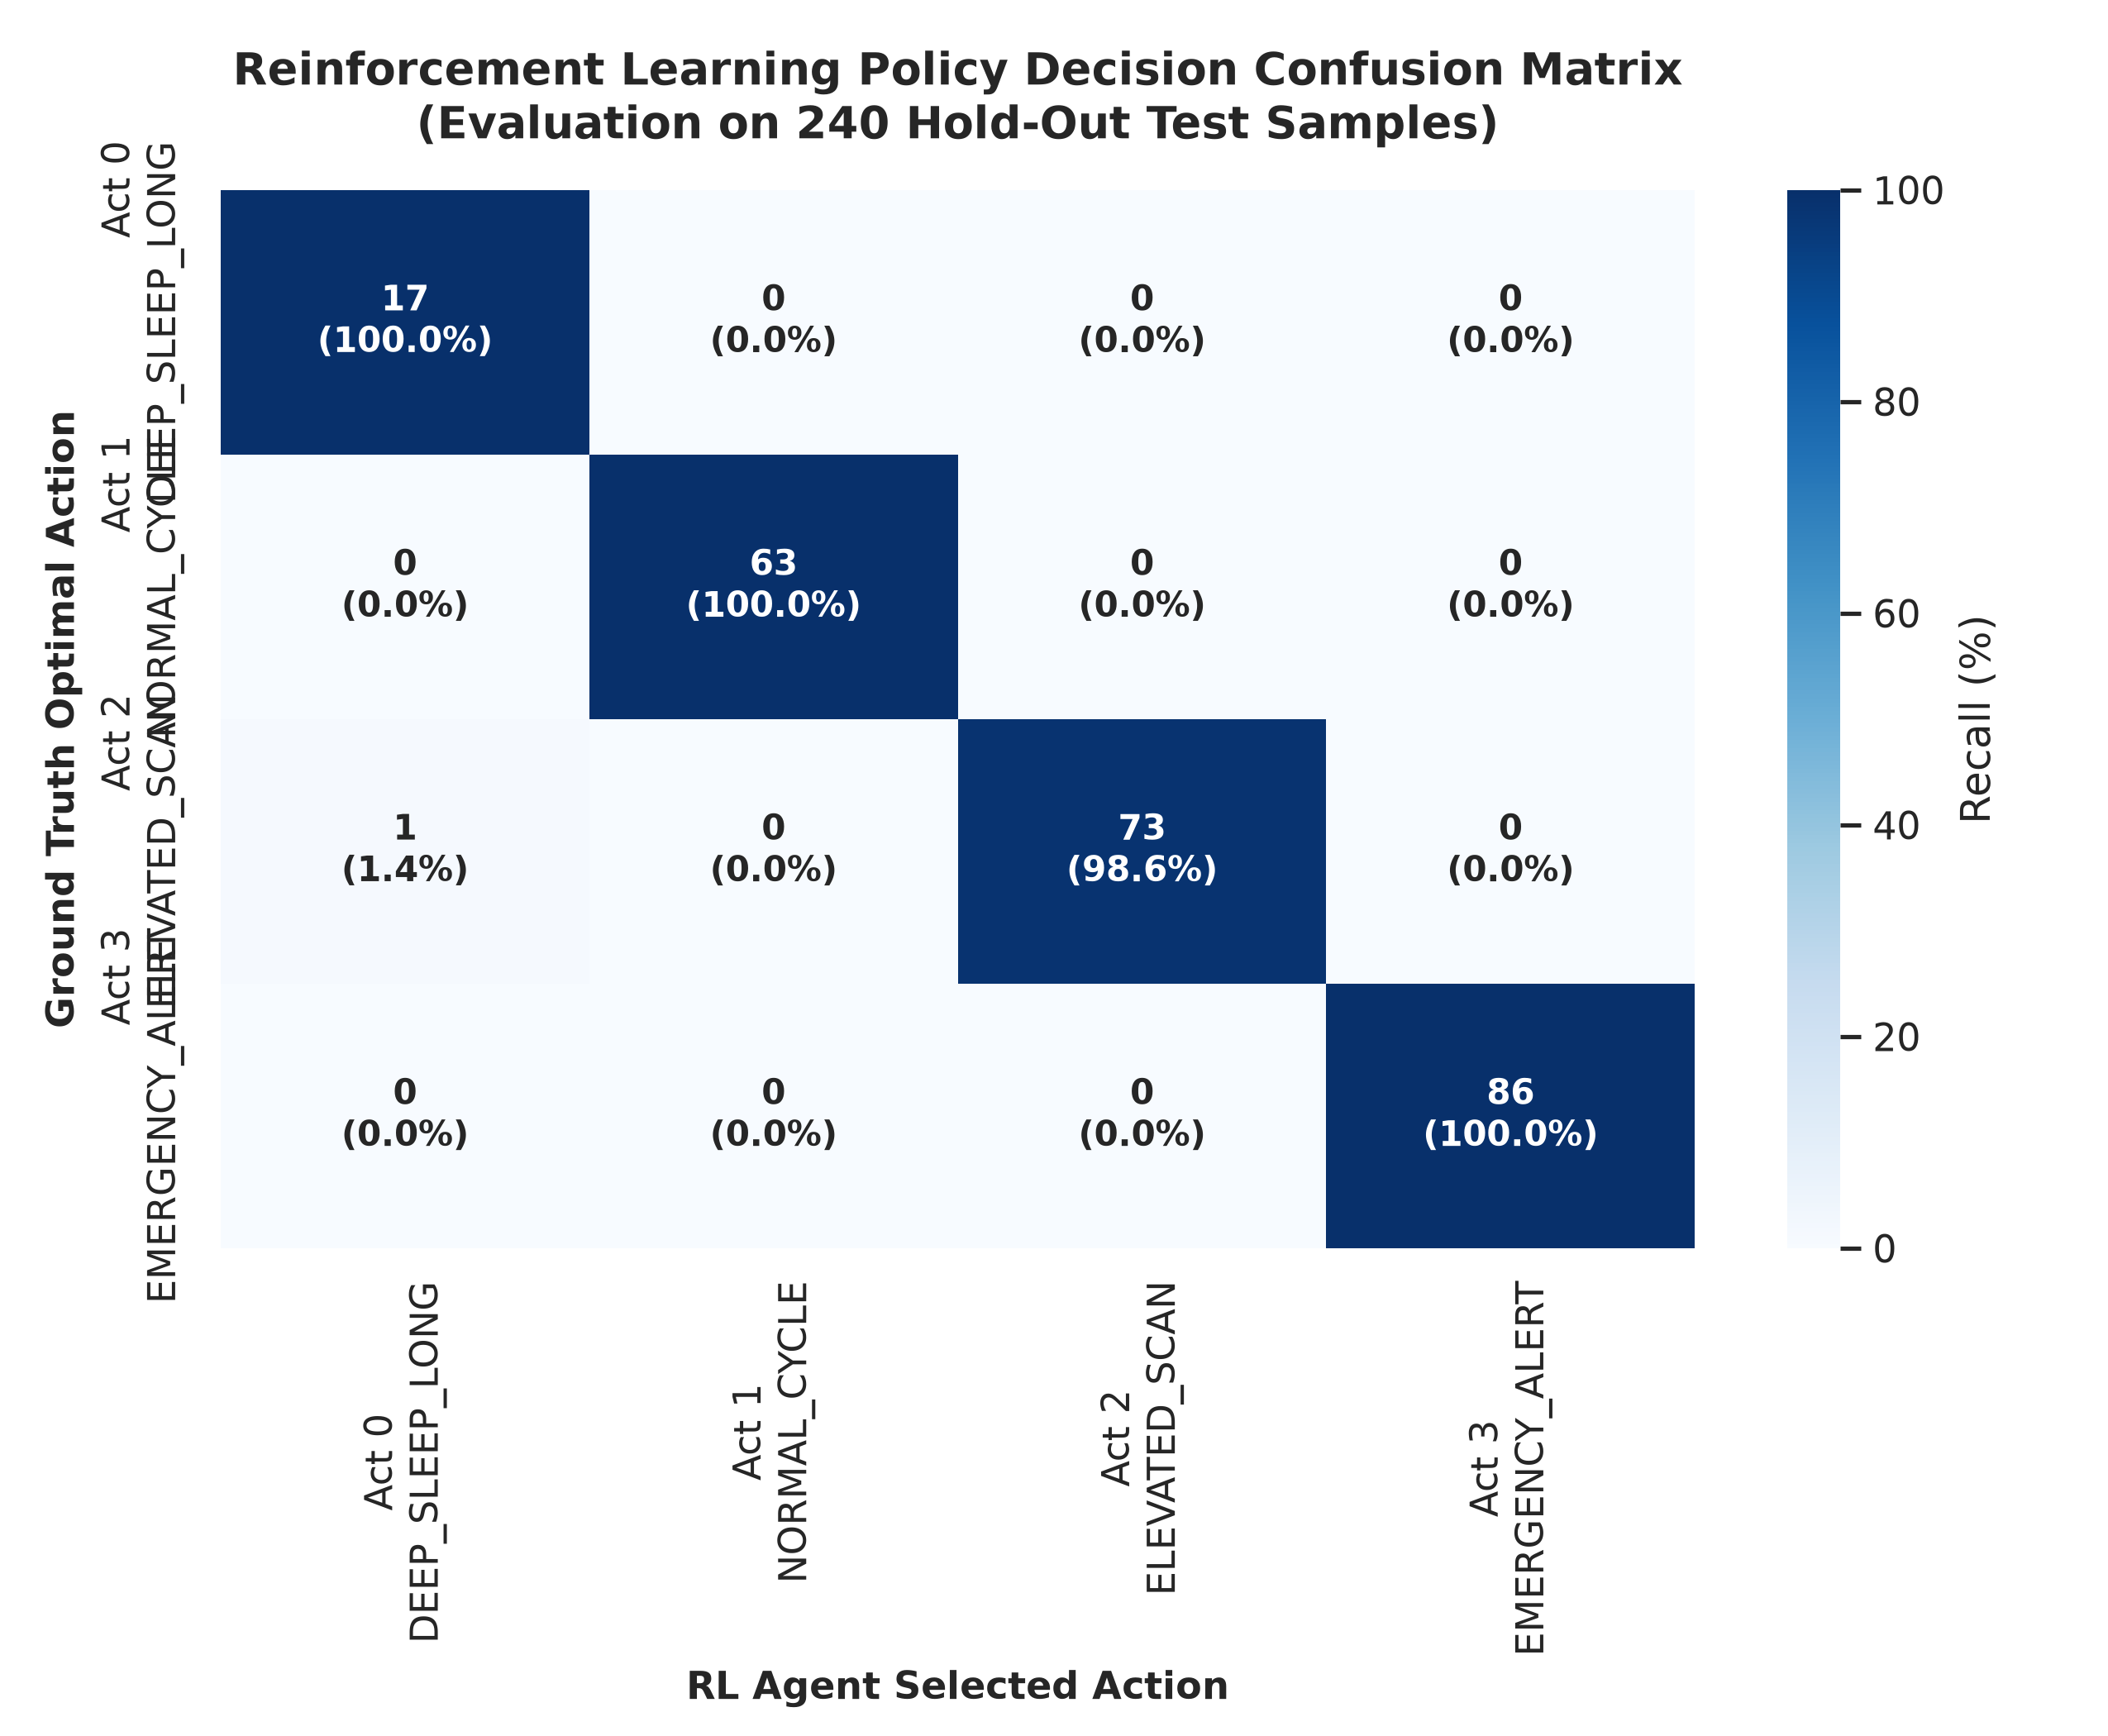 Reinforcement Learning Policy Decision Confusion Matrix
(Evaluation on 240 Hold-Out Test Samples)
Ground Truth Optimal Action
Act 0
DEEP_SLEEP_LONG
Act 1
NORMAL_CYCLE
Act 2
ELEVATED_SCAN
Act 3
EMERGENCY_ALERT
17
(100.0%)
0
(0.0%)
0
(0.0%)
0
(0.0%)
0
(0.0%)
63
(100.0%)
0
(0.0%)
0
(0.0%)
1
(1.4%)
0
(0.0%)
73
(98.6%)
0
(0.0%)
0
(0.0%)
0
(0.0%)
0
(0.0%)
86
(100.0%)
100
80
60
40
20
0
Recall (%)
Act 0
DEEP_SLEEP_LONG
Act 1
NORMAL_CYCLE
Act 2
ELEVATED_SCAN
Act 3
EMERGENCY_ALERT
RL Agent Selected Action